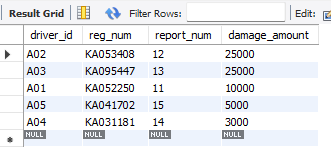 Result Grid Filter Rows:
driver_id reg_num report_num damage_amount
A02 KA053408 12 25000
A03 KA095447 13 25000
A01 KA052250 11 10000
A05 KA041702 15 5000
A04 KA031181 14 3000
NULL NULL NULL NULL